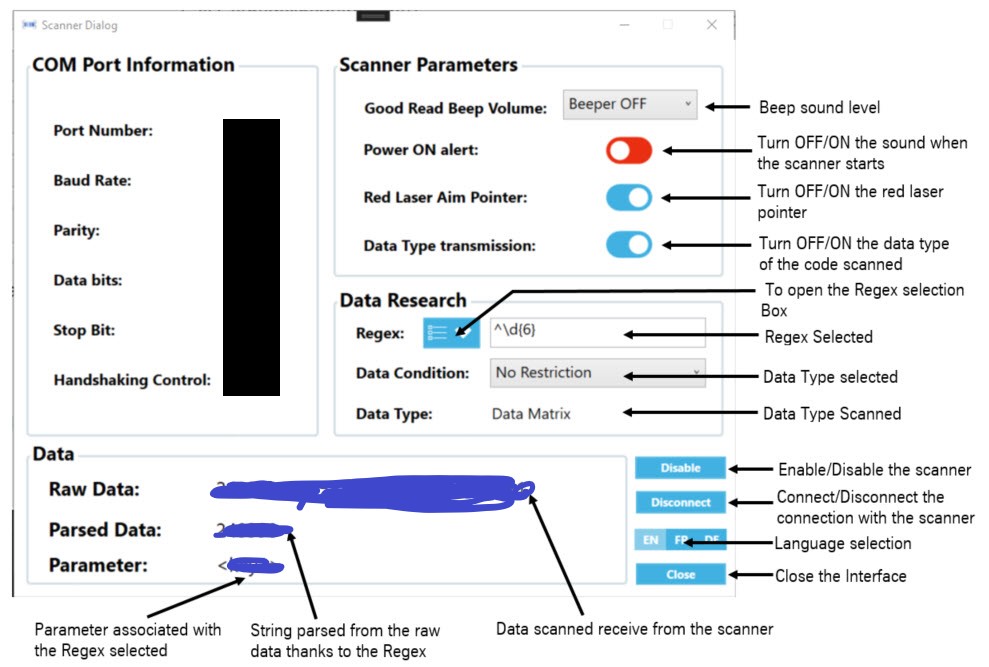 Scanner Dialog
COM Port Information
Port Number:
Baud Rate:
Parity:
Data bits:
Stop Bit:
Handshaking Control:
Scanner Parameters
Good Read Beep Volume: Beeper OFF
Power ON alert:
Red Laser Aim Pointer:
Data Type transmission:
Data Research
Regex: ^\d{6}
Data Condition: No Restriction
Data Type: Data Matrix
Data
Raw Data:
Parsed Data:
Parameter:
Disable
Disconnect
EN FR DE
Close
Beep sound level
Turn OFF/ON the sound when
the scanner starts
Turn OFF/ON the red laser
pointer
Turn OFF/ON the data type
of the code scanned
To open the Regex selection
Box
Regex Selected
Data Type selected
Data Type Scanned
Enable/Disable the scanner
Connect/Disconnect the
connection with the scanner
Language selection
Close the Interface
Parameter associated with
the Regex selected
String parsed from the raw
data thanks to the Regex
Data scanned receive from the scanner